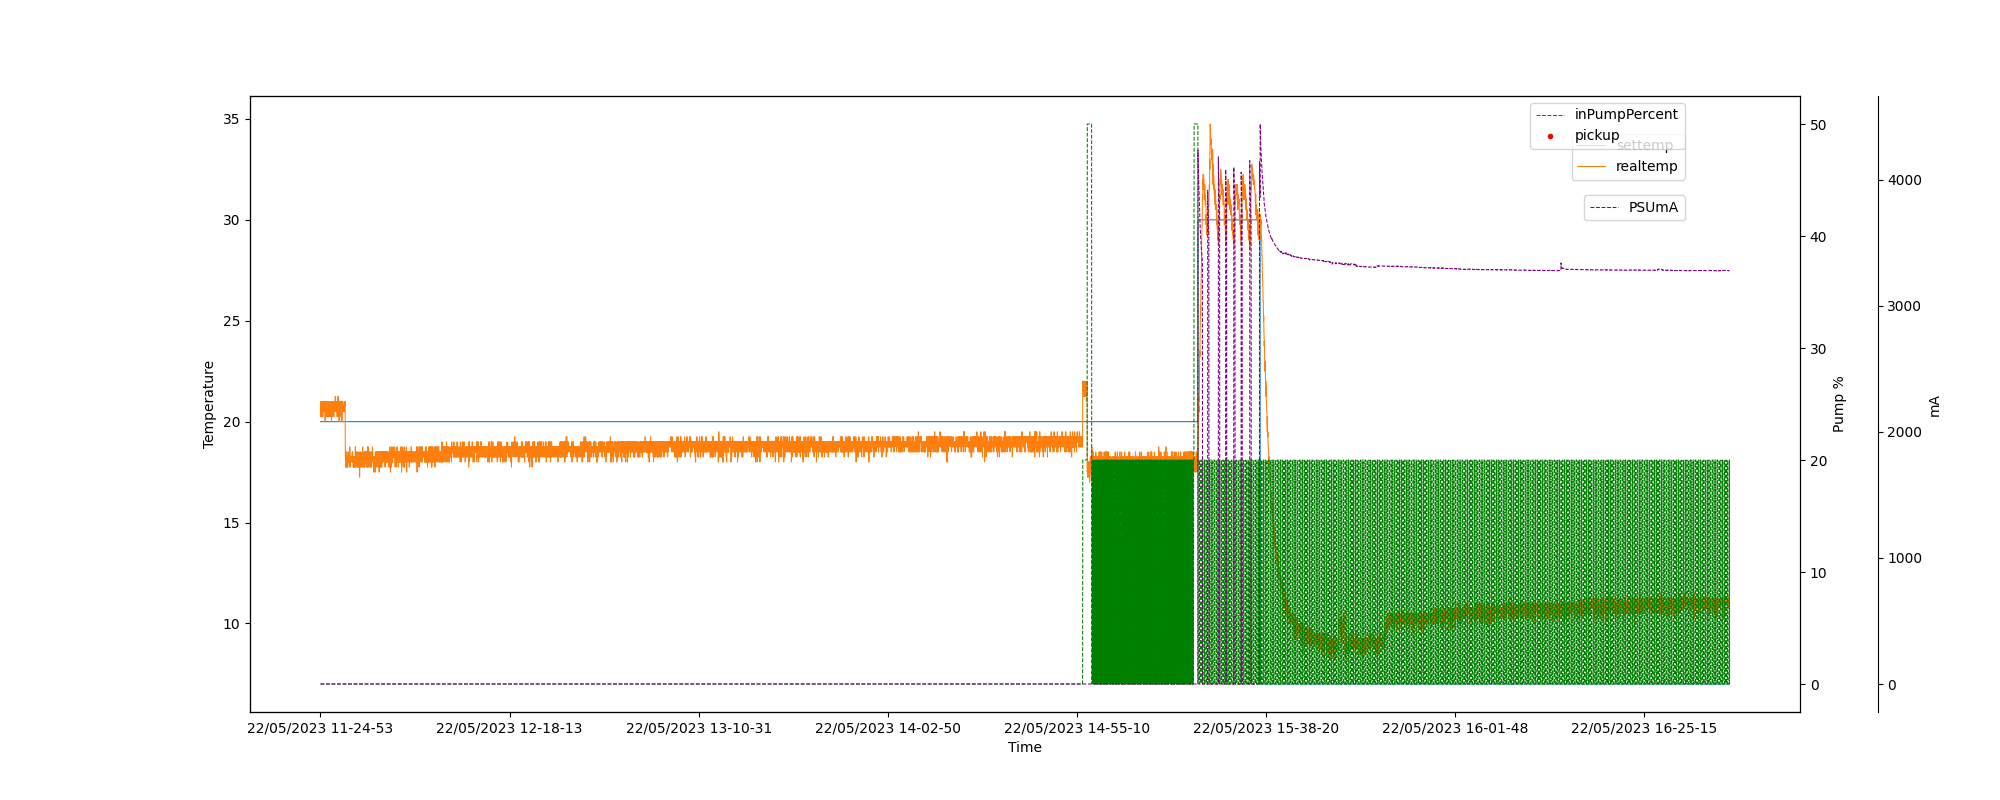 inPumpPercent
pickup
settemp
realtemp
PSUmA
35
30
25
20
15
10
Temperature
50
40
30
20
10
0
Pump %
4000
3000
2000
1000
0
mA
22/05/2023 11-24-53
22/05/2023 12-18-13
22/05/2023 13-10-31
22/05/2023 14-02-50
22/05/2023 14-55-10
22/05/2023 15-38-20
22/05/2023 16-01-48
22/05/2023 16-25-15
Time